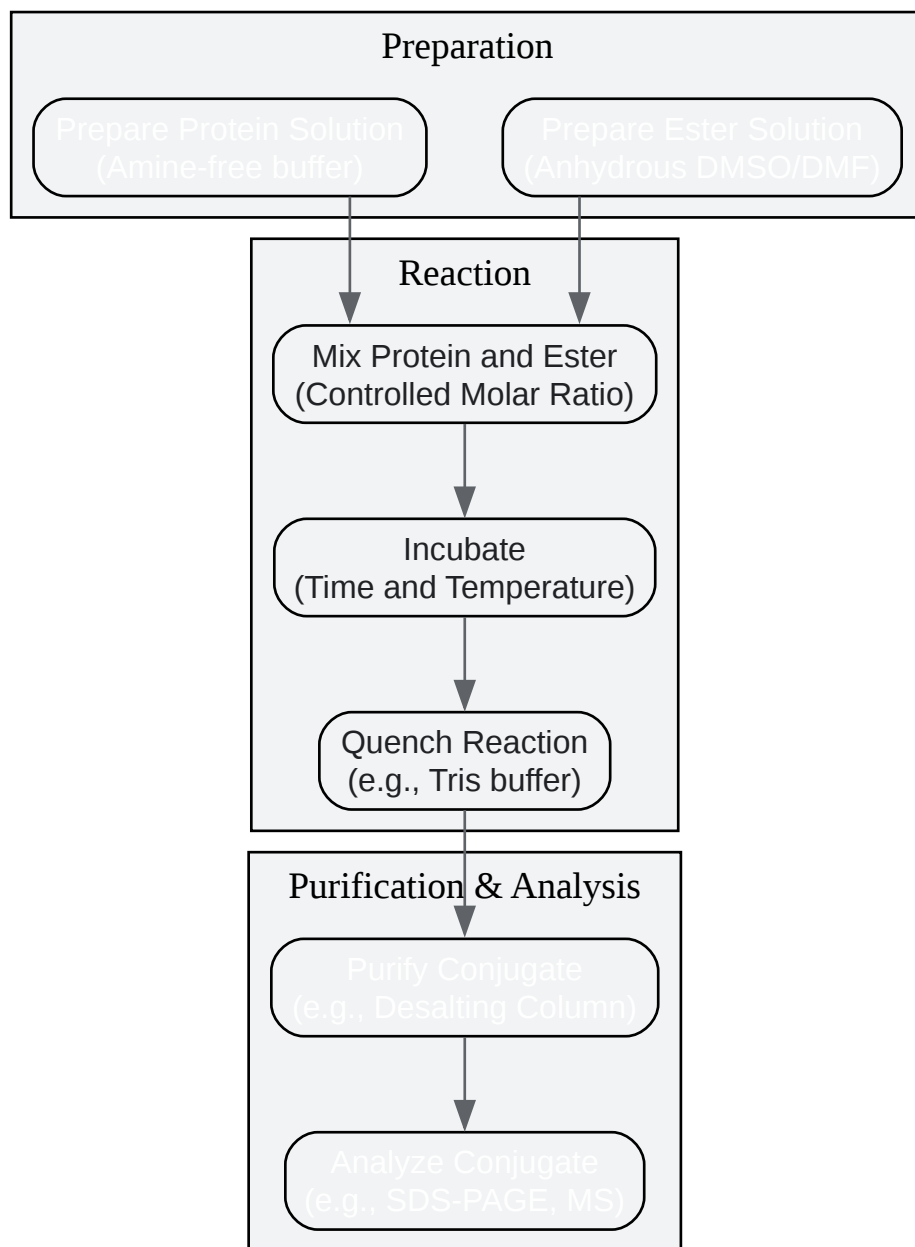 Preparation
Prepare Protein Solution
(Amine-free buffer)
Prepare Ester Solution
(Anhydrous DMSO/DMF)
Reaction
Mix Protein and Ester
(Controlled Molar Ratio)
Incubate
(Time and Temperature)
Quench Reaction
(e.g., Tris buffer)
Purification & Analysis
Purify Conjugate
(e.g., Desalting Column)
Analyze Conjugate
(e.g., SDS-PAGE, MS)